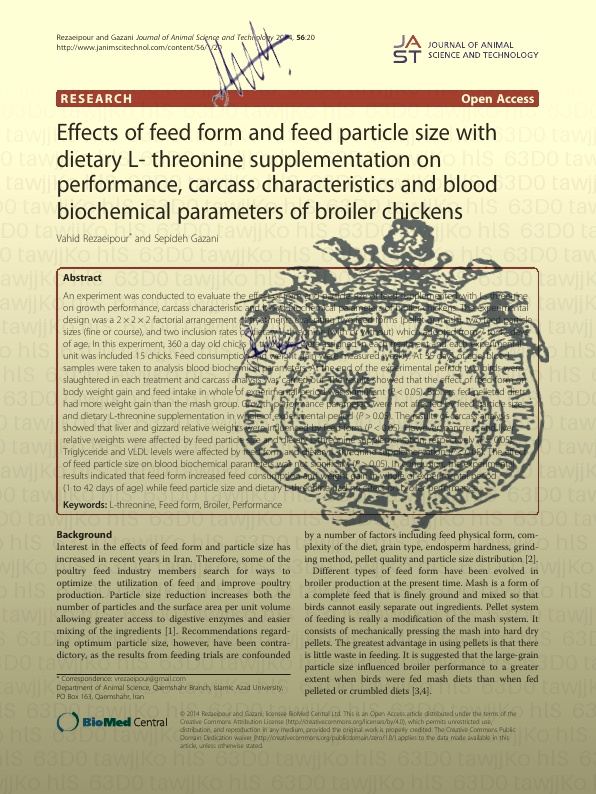 Rezaeipour and Gazani Journal of Animal Science and Technology 2014, 56:20
http://www.janimscitechnol.com/content/56/1/20
JAST JOURNAL OF ANIMAL
SCIENCE AND TECHNOLOGY
RESEARCH Open Access
Effects of feed form and feed particle size with
dietary L- threonine supplementation on
performance, carcass characteristics and blood
biochemical parameters of broiler chickens
Vahid Rezaeipour* and Sepideh Gazani
Abstract
An experiment was conducted to evaluate the effects of feed form and particle size of feed supplemented with L-threonine
on growth performance, carcass characteristic and blood biochemical parameters of broiler chickens. The experimental
design was a 2 × 2 × 2 factorial arrangement
sizes (fine or course), and two inclusion rates of dietary L-threonine (with or without) which
of age. In this experiment, 360 a day old chicks in two assigned in each treatment and each experimental
unit was included 15 chicks. Feed consumption and weight gain were measured weekly. At 35 days of age, blood
samples were taken to analysis blood biochemical parameters. At the end of the experimental period, two birds were
slaughtered in each treatment and carcass analysis was carried out. The results showed that the effect of feed form on
body weight gain and feed intake in whole of experimental period was significant (P < 0.05). Broilers fed pelleted diets
had more weight gain than the mash group. Growth performance parameters were not affected by feed particle size
and dietary L-threonine supplementation in whole of experimental period (P > 0.05). The results of carcass analysis
showed that liver and gizzard relative weights were influenced by feed form (P < 0.05). However, pancreas and liver
relative weights were affected by feed particle size and dietary L-threonine supplementation, respectively (P < 0.05).
Triglyceride and VLDL levels were affected by feed form and dietary L-threonine supplementation (P < 0.05). The effect
of feed particle size on blood biochemical parameters was not significant (P > 0.05). In conclusion, the experimental
results indicated that feed form increased feed consumption and weight gain in whole of experimental period
(1 to 42 days of age) while feed particle size and dietary L-threonine had no effect on broiler performance.
Keywords: L-threonine, Feed form, Broiler, Performance
Background
Interest in the effects of feed form and particle size has
increased in recent years in Iran. Therefore, some of the
poultry feed industry members search for ways to
optimize the utilization of feed and improve poultry
production. Particle size reduction increases both the
number of particles and the surface area per unit volume
allowing greater access to digestive enzymes and easier
mixing of the ingredients [1]. Recommendations regard-
ing optimum particle size, however, have been contra-
dictory, as the results from feeding trials are confounded
by a number of factors including feed physical form, com-
plexity of the diet, grain type, endosperm hardness, grind-
ing method, pellet quality and particle size distribution [2].
Different types of feed form have been evolved in
broiler production at the present time. Mash is a form of
a complete feed that is finely ground and mixed so that
birds cannot easily separate out ingredients. Pellet system
of feeding is really a modification of the mash system. It
consists of mechanically pressing the mash into hard dry
pellets. The greatest advantage in using pellets is that there
is little waste in feeding. It is suggested that the large-grain
particle size influenced broiler performance to a greater
extent when birds were fed mash diets than when fed
pelleted or crumbled diets [3,4].
* Correspondence: vrezaeipour@gmail.com
Department of Animal Science, Qaemshahr Branch, Islamic Azad University,
PO Box 163, Qaemshahr, Iran
BioMed Central
© 2014 Rezaeipour and Gazani; licensee BioMed Central Ltd. This is an Open Access article distributed under the terms of the
Creative Commons Attribution License (http://creativecommons.org/licenses/by/4.0), which permits unrestricted use,
distribution, and reproduction in any medium, provided the original work is properly credited. The Creative Commons Public
Domain Dedication waiver (http://creativecommons.org/publicdomain/zero/1.0/) applies to the data made available in this
article, unless otherwise stated.